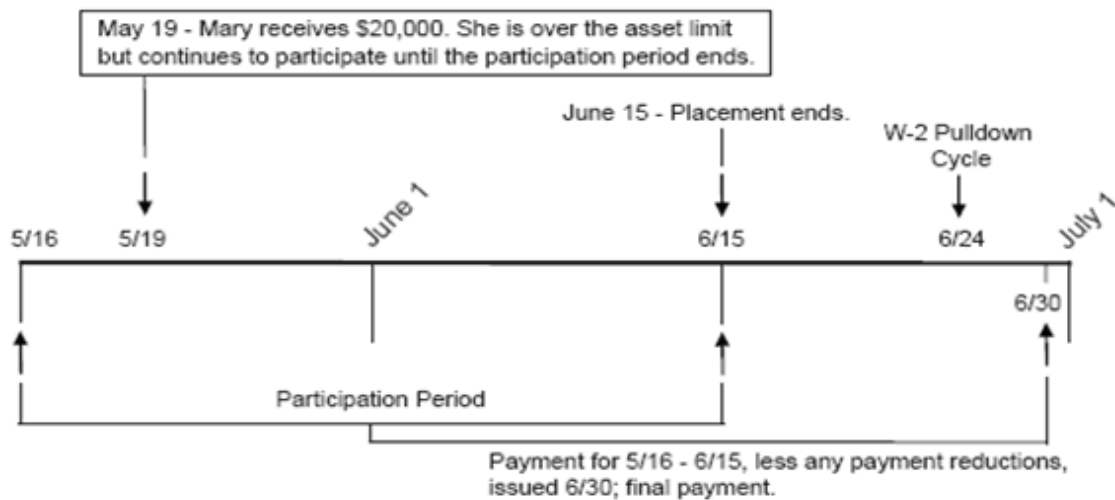 May 19 - Mary receives $20,000. She is over the asset limit
but continues to participate until the participation period ends.
June 15 - Placement ends.
W-2 Pulldown
Cycle
5/16
5/19
June 1
6/15
6/24
July 1
6/30
Participation Period
Payment for 5/16 - 6/15, less any payment reductions,
issued 6/30; final payment.